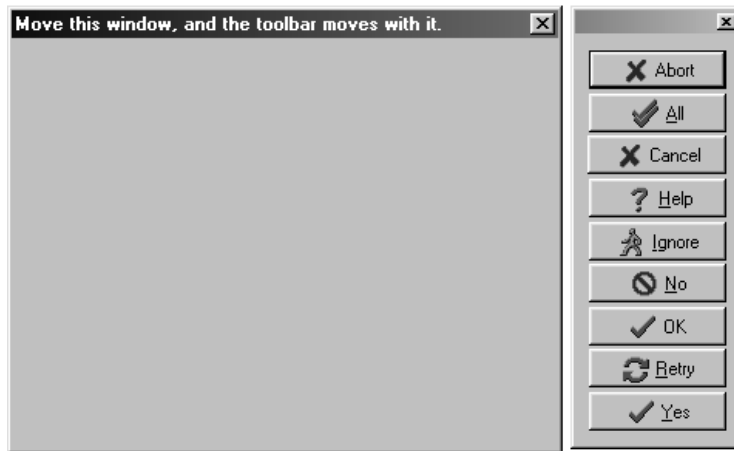 Move this window, and the toolbar moves with it.
Abort
All
Cancel
Help
Ignore
No
OK
Retry
Yes